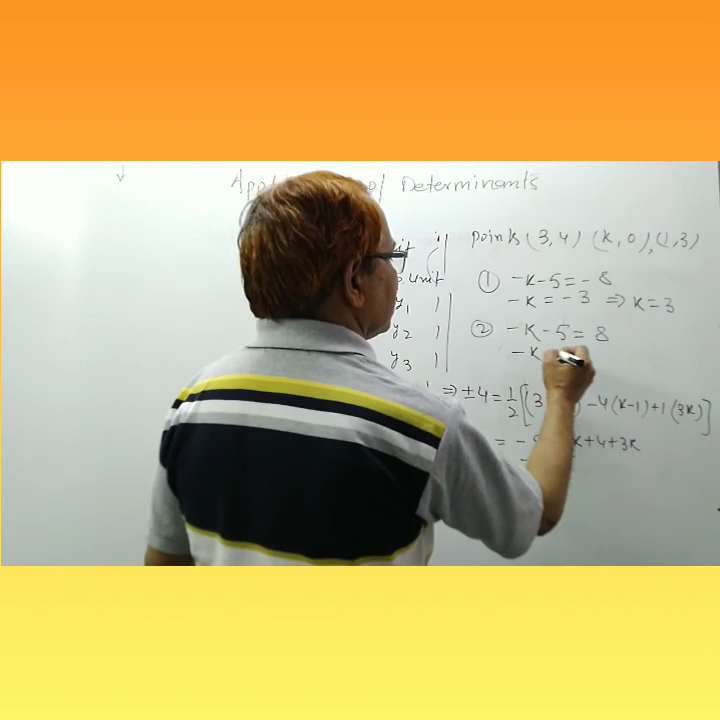 of Determinants
Points (3, 4) (K, 0), (1, 3)
① -K-5 = -8
-K = -3 ⇒ K = 3
② -K-5 = 8
-K
unit
y₁ 1
y₂ 1
y₃ 1
⇒ ±4 = 1/2 [(3 ) -4(K-1)+1(3K)]
= - K+4+3K